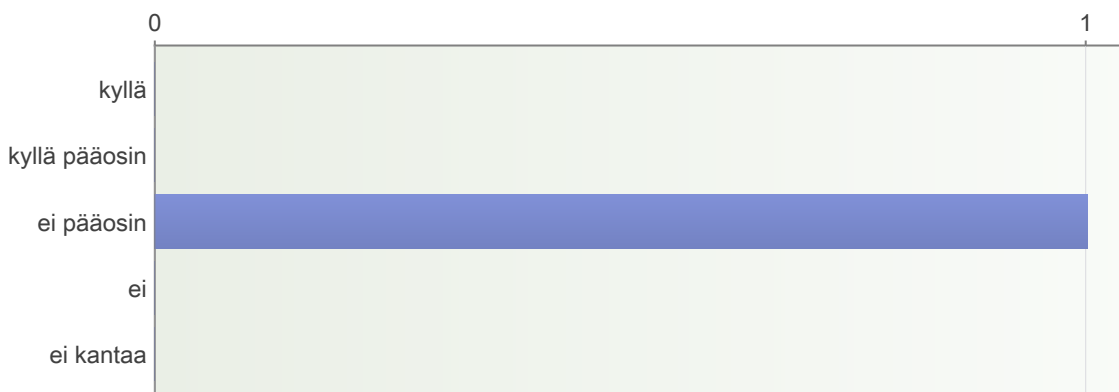 0 1
kyllä
kyllä pääosin
ei pääosin
ei
ei kantaa